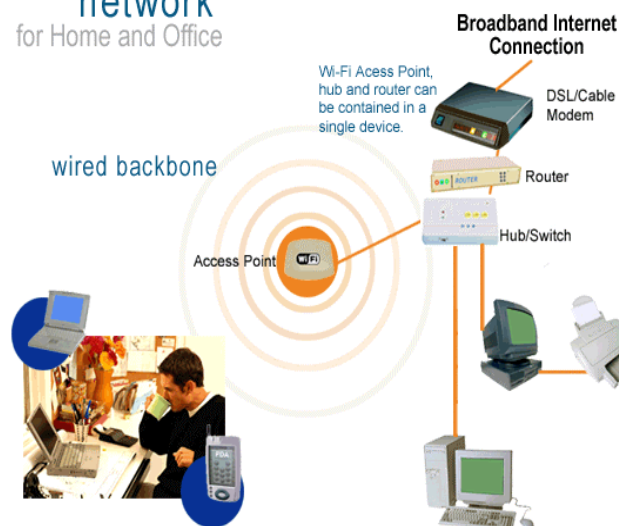 network
for Home and Office
Broadband Internet
Connection
Wi-Fi Acess Point,
hub and router can
be contained in a
single device.
DSL/Cable
Modem
wired backbone
ROUTER
Router
Hub/Switch
Access Point
Wi Fi
PDA